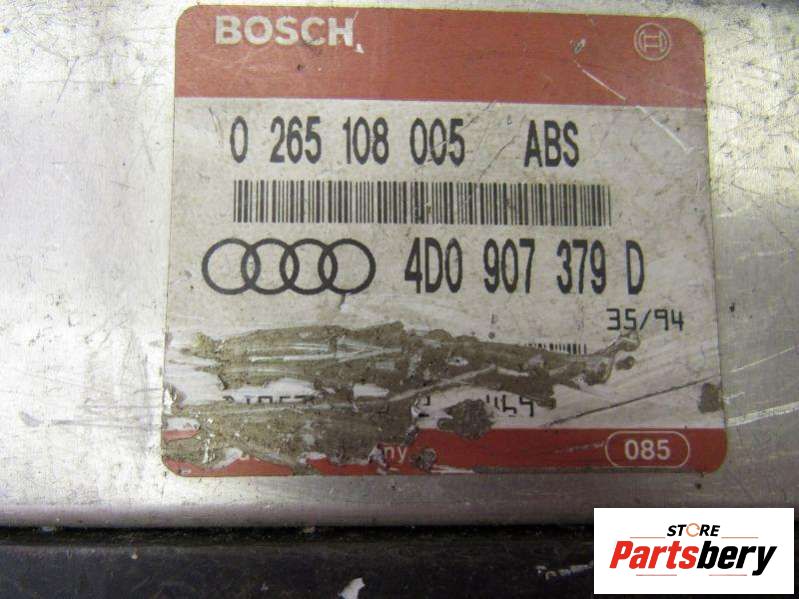 BOSCH
0 265 108 005 ABS
4D0 907 379 D
35/94
085
STORE
Partsbery